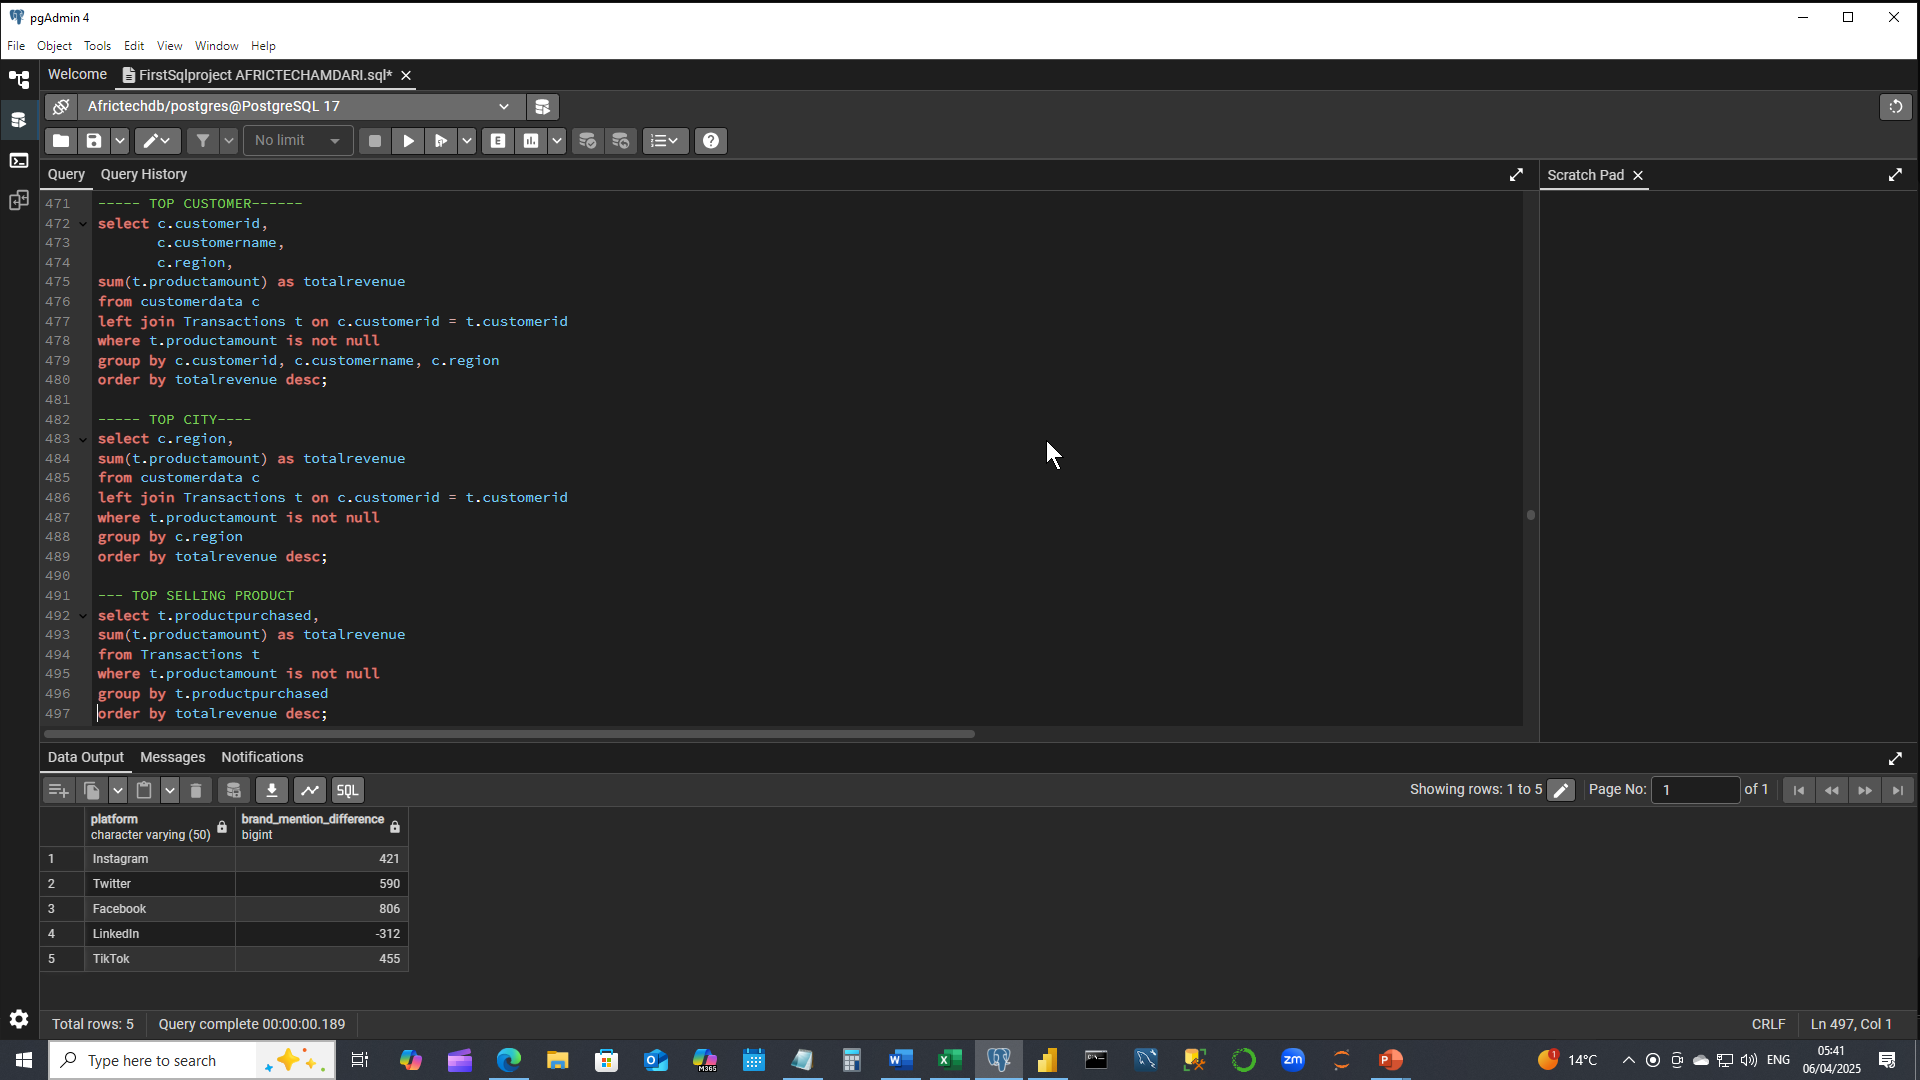 pgAdmin 4
File Object Tools Edit View Window Help
Welcome FirstSqlproject AFRICTECHAMDARI.sql*
Africtechdb/postgres@PostgreSQL 17
No limit
Query Query History
Scratch Pad
471 ----- TOP CUSTOMER------
472 select c.customerid,
473 c.customername,
474 c.region,
475 sum(t.productamount) as totalrevenue
476 from customerdata c
477 left join Transactions t on c.customerid = t.customerid
478 where t.productamount is not null
479 group by c.customerid, c.customername, c.region
480 order by totalrevenue desc;
481
482 ----- TOP CITY----
483 select c.region,
484 sum(t.productamount) as totalrevenue
485 from customerdata c
486 left join Transactions t on c.customerid = t.customerid
487 where t.productamount is not null
488 group by c.region
489 order by totalrevenue desc;
490
491 --- TOP SELLING PRODUCT
492 select t.productpurchased,
493 sum(t.productamount) as totalrevenue
494 from Transactions t
495 where t.productamount is not null
496 group by t.productpurchased
497 order by totalrevenue desc;
Data Output Messages Notifications
SQL
Showing rows: 1 to 5 Page No: 1 of 1
platform brand_mention_difference
character varying (50) bigint
1 Instagram 421
2 Twitter 590
3 Facebook 806
4 LinkedIn -312
5 TikTok 455
Total rows: 5 Query complete 00:00:00.189 CRLF Ln 497, Col 1
Type here to search 14°C ENG 05:41
06/04/2025